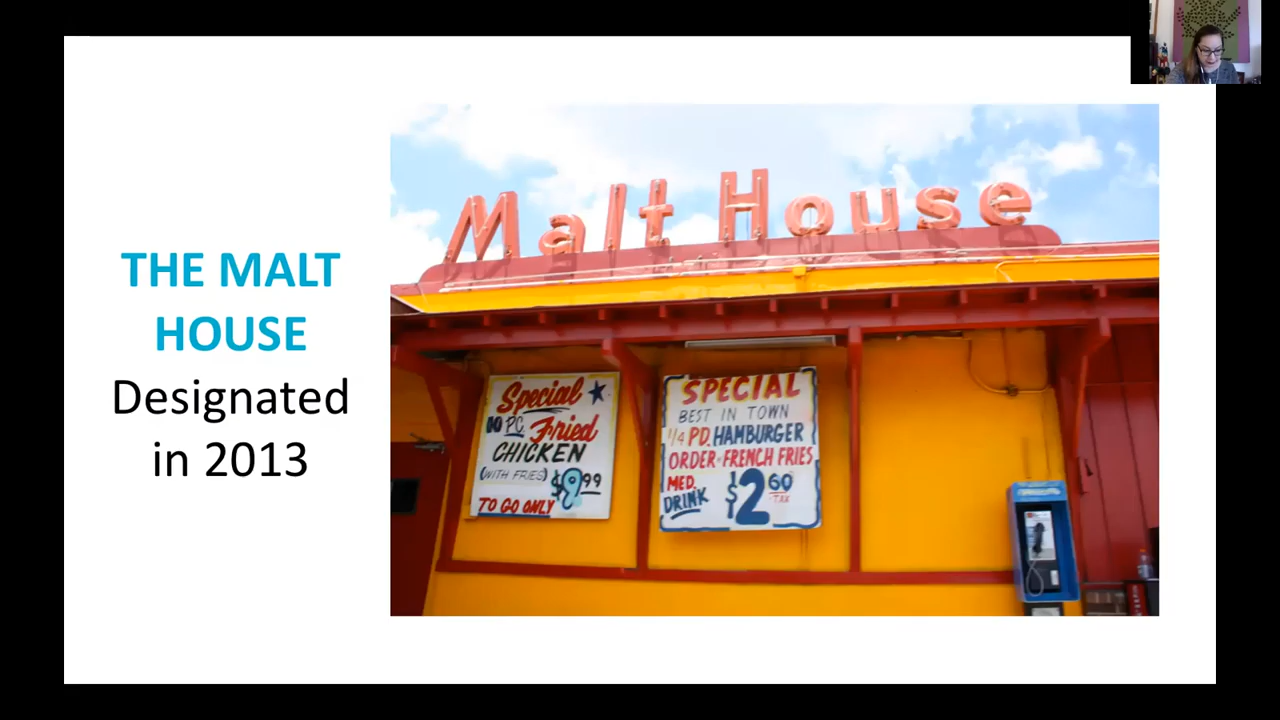 THE MALT
HOUSE
Designated
in 2013
Malt House
Special
10 PC. Fried
CHICKEN
(WITH FRIES) $9.99
TO GO ONLY
SPECIAL
BEST IN TOWN
1/4 PD. HAMBURGER
ORDER-FRENCH FRIES
MED. DRINK $2.60
TAX